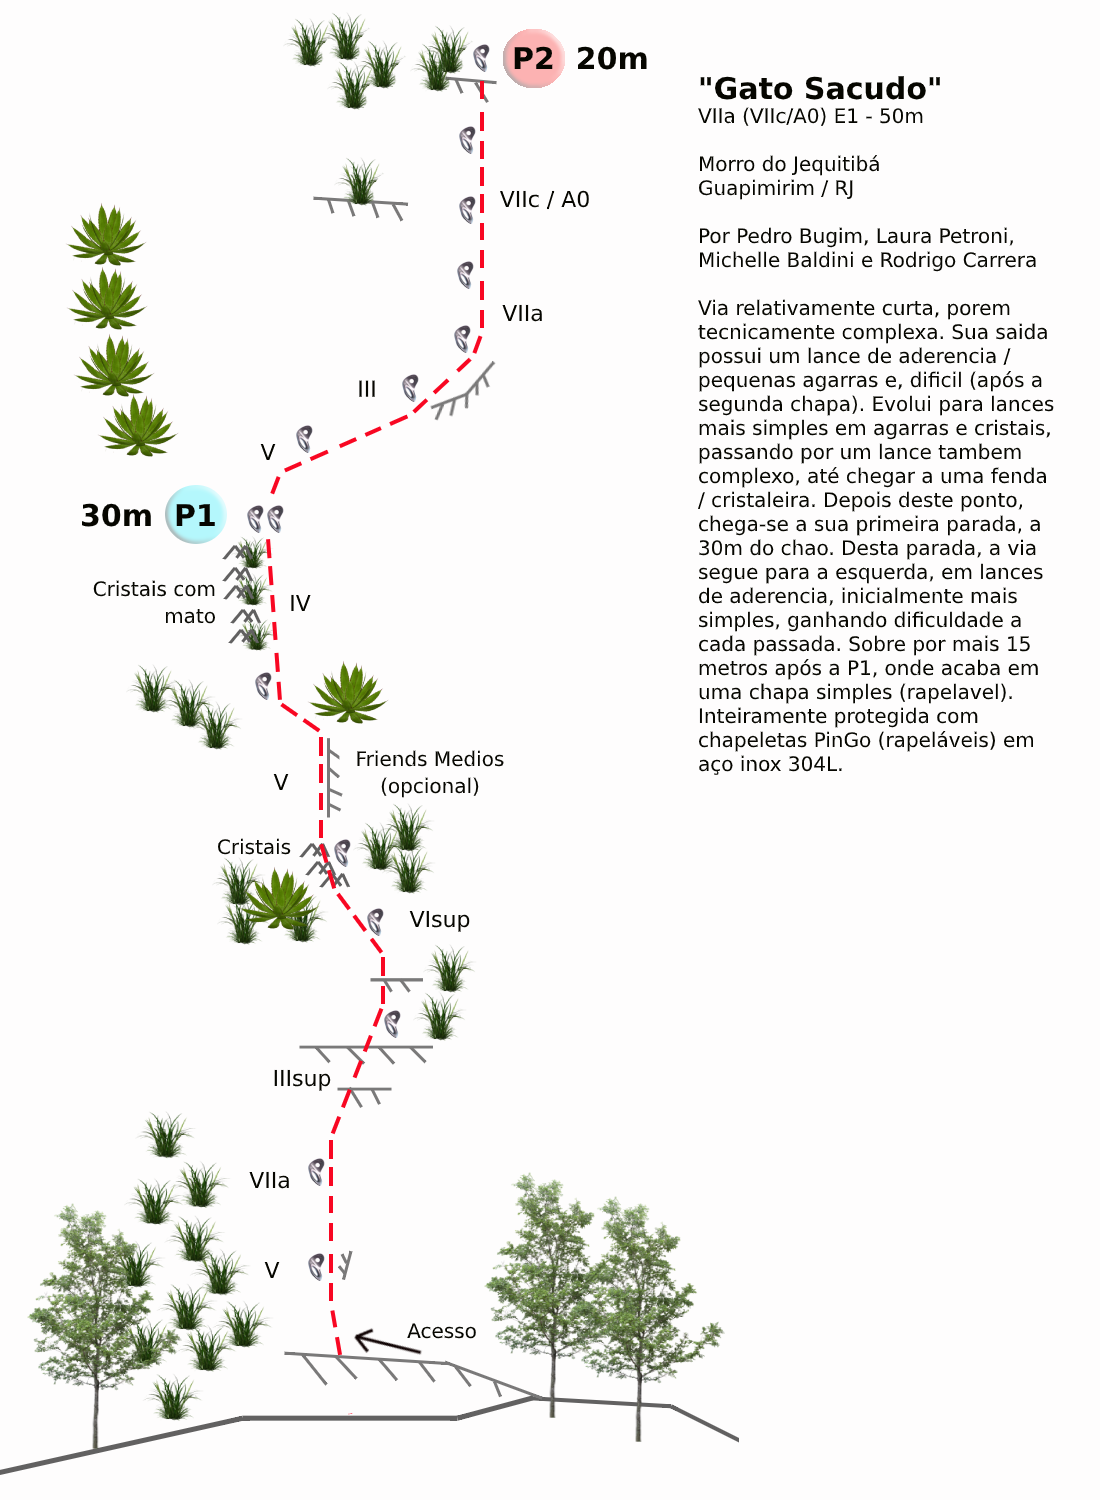 P2 20m
"Gato Sacudo"
VIIa (VIIc/A0) E1 - 50m
Morro do Jequitibá
Guapimirim / RJ
Por Pedro Bugim, Laura Petroni,
Michelle Baldini e Rodrigo Carrera
Via relativamente curta, porem
tecnicamente complexa. Sua saida
possui um lance de aderencia /
pequenas agarras e, dificil (após a
segunda chapa). Evolui para lances
mais simples em agarras e cristais,
passando por um lance tambem
complexo, até chegar a uma fenda
/ cristaleira. Depois deste ponto,
chega-se a sua primeira parada, a
30m do chao. Desta parada, a via
segue para a esquerda, em lances
de aderencia, inicialmente mais
simples, ganhando dificuldade a
cada passada. Sobre por mais 15
metros após a P1, onde acaba em
uma chapa simples (rapelavel).
Inteiramente protegida com
chapeletas PinGo (rapeláveis) em
aço inox 304L.
VIIc / A0
VIIa
III
V
30m P1
Cristais com
mato
IV
Friends Medios
(opcional)
V
Cristais
VIsup
IIIsup
VIIa
V
Acesso